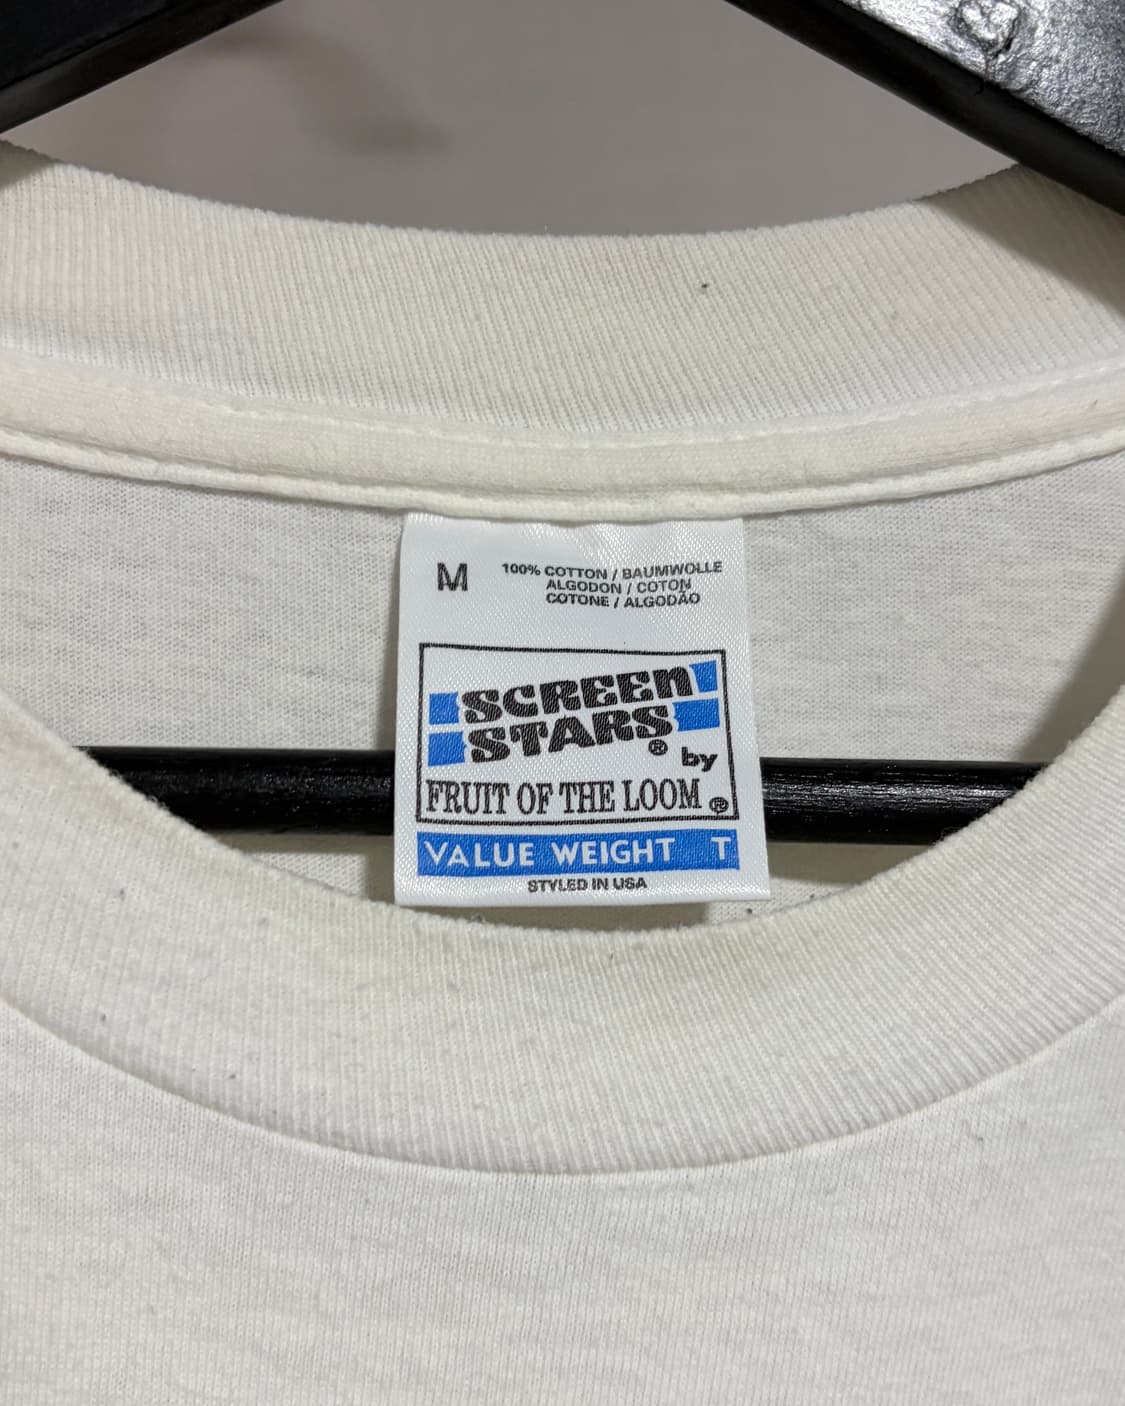 M
100% COTTON / BAUMWOLLE
ALGODON / COTON
COTONE / ALGODÃO
SCREEN
STARS® by
FRUIT OF THE LOOM®
VALUE WEIGHT T
STYLED IN USA